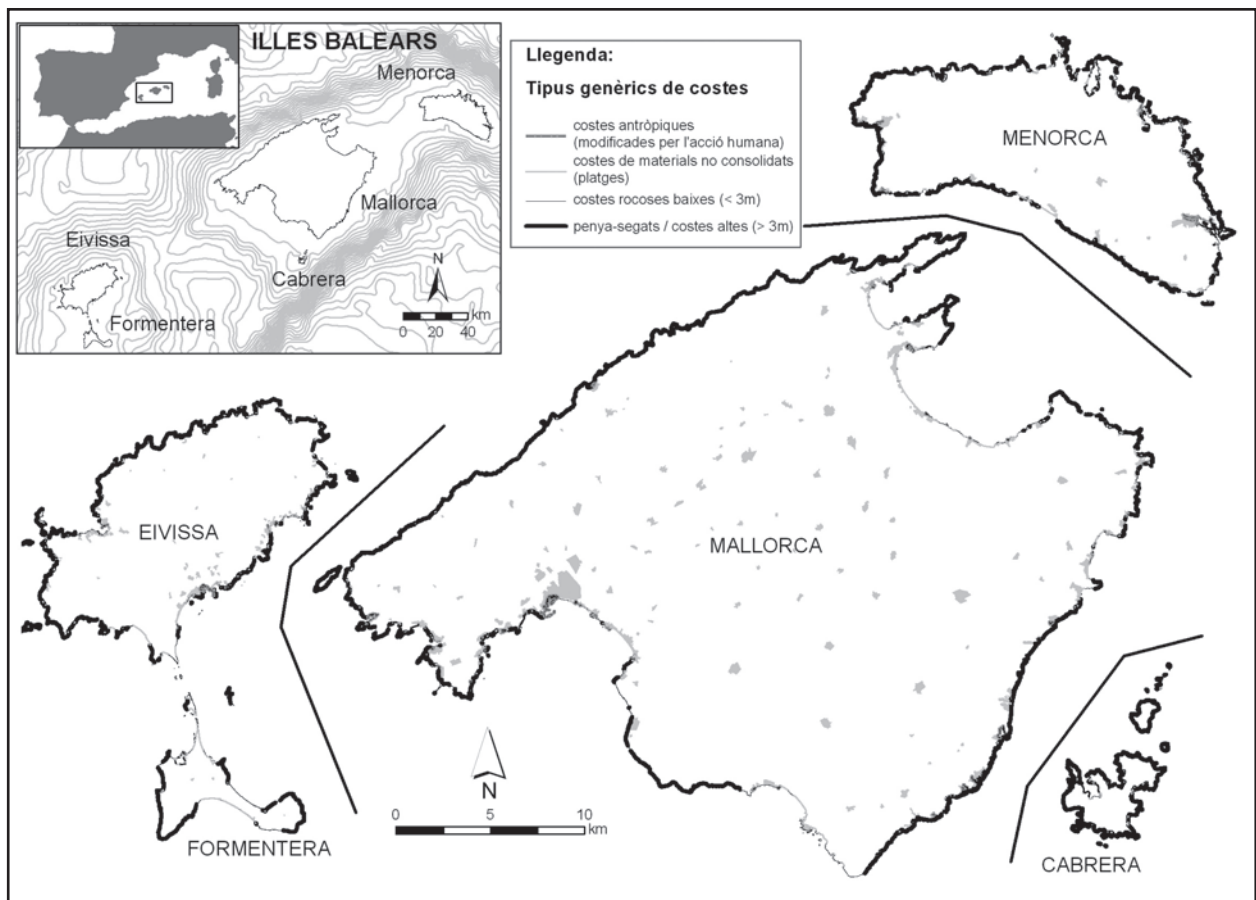 ILLES BALEARS
Menorca
Mallorca
Eivissa
Cabrera
Formentera
N
km
0 20 40
Llegenda:
Tipus genèrics de costes
costes antròpiques
(modificades per l'acció humana)
costes de materials no consolidats
(platges)
costes rocoses baixes (< 3m)
penya-segats / costes altes (> 3m)
MENORCA
EIVISSA
MALLORCA
N
0 5 10
km
FORMENTERA
CABRERA